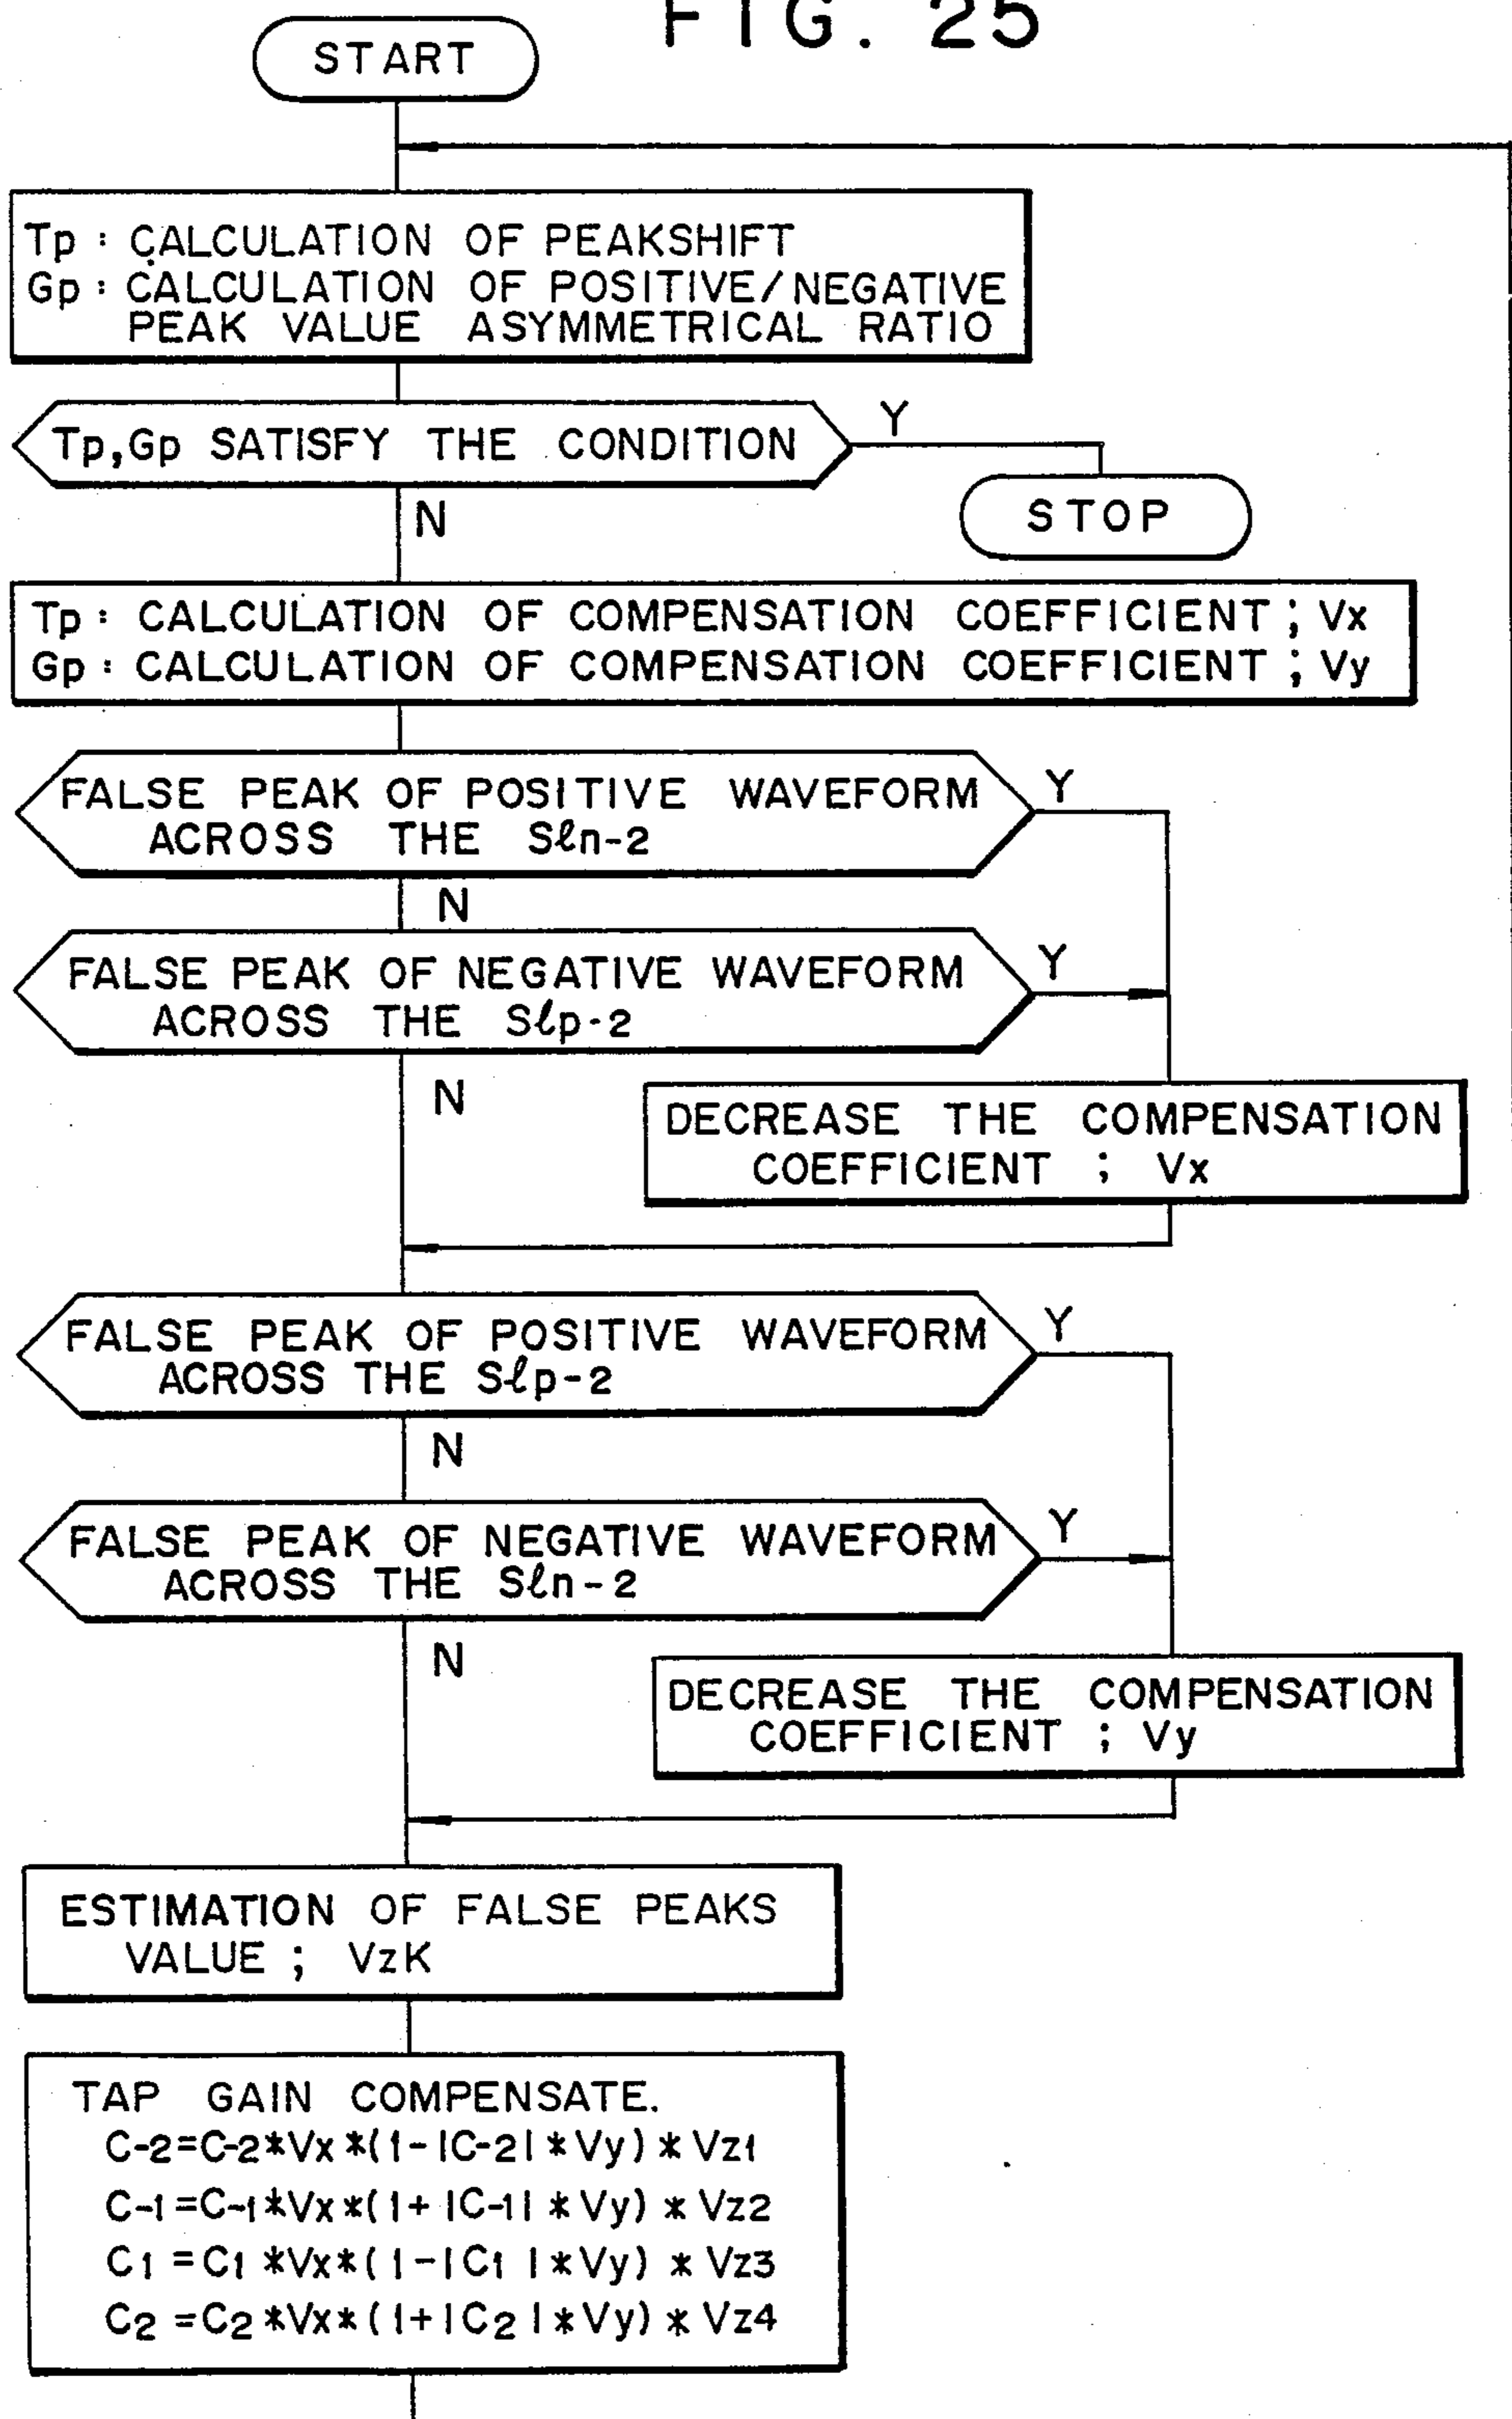 FIG. 25
START
Tp : CALCULATION OF PEAKSHIFT
Gp : CALCULATION OF POSITIVE/NEGATIVE
PEAK VALUE ASYMMETRICAL RATIO
Tp,Gp SATISFY THE CONDITION
Y
N
STOP
Tp : CALCULATION OF COMPENSATION COEFFICIENT ; Vx
Gp : CALCULATION OF COMPENSATION COEFFICIENT ; Vy
FALSE PEAK OF POSITIVE WAVEFORM
ACROSS THE Sℓn-2
Y
N
FALSE PEAK OF NEGATIVE WAVEFORM
ACROSS THE Sℓp-2
Y
N
DECREASE THE COMPENSATION
COEFFICIENT ; Vx
FALSE PEAK OF POSITIVE WAVEFORM
ACROSS THE Sℓp-2
Y
N
FALSE PEAK OF NEGATIVE WAVEFORM
ACROSS THE Sℓn-2
Y
N
DECREASE THE COMPENSATION
COEFFICIENT ; Vy
ESTIMATION OF FALSE PEAKS
VALUE ; VzK
TAP GAIN COMPENSATE.
C-2=C-2*Vx*(1-|C-2|*Vy)*Vz1
C-1=C-1*Vx*(1+|C-1|*Vy)*Vz2
C1=C1*Vx*(1-|C1|*Vy)*Vz3
C2=C2*Vx*(1+|C2|*Vy)*Vz4